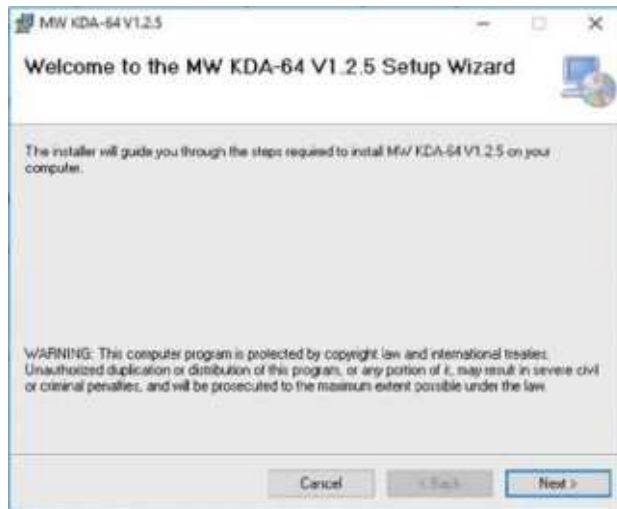 MW KDA-64 V1.2.5
Welcome to the MW KDA-64 V1.2.5 Setup Wizard
The installer will guide you through the steps required to install MW KDA-64 V1.2.5 on your
computer.
WARNING: This computer program is protected by copyright law and international treaties.
Unauthorized duplication or distribution of this program, or any portion of it, may result in severe civil
or criminal penalties, and will be prosecuted to the maximum extent possible under the law.
Cancel
< Back
Next >